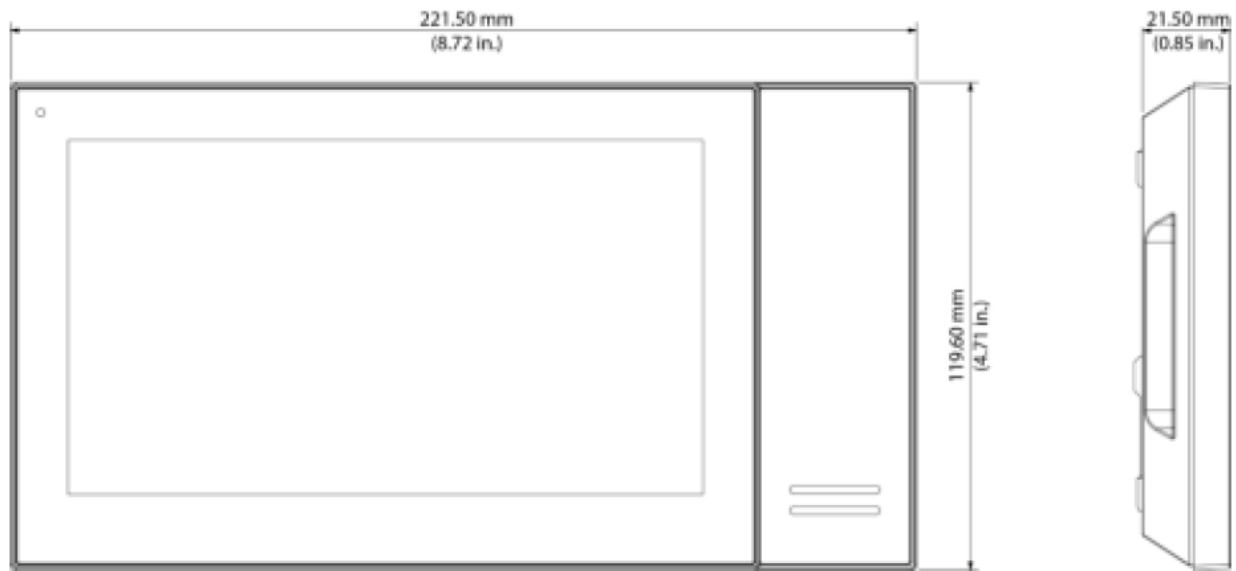 221.50 mm
(8.72 in.)
21.50 mm
(0.85 in.)
119.60 mm
(4.71 in.)